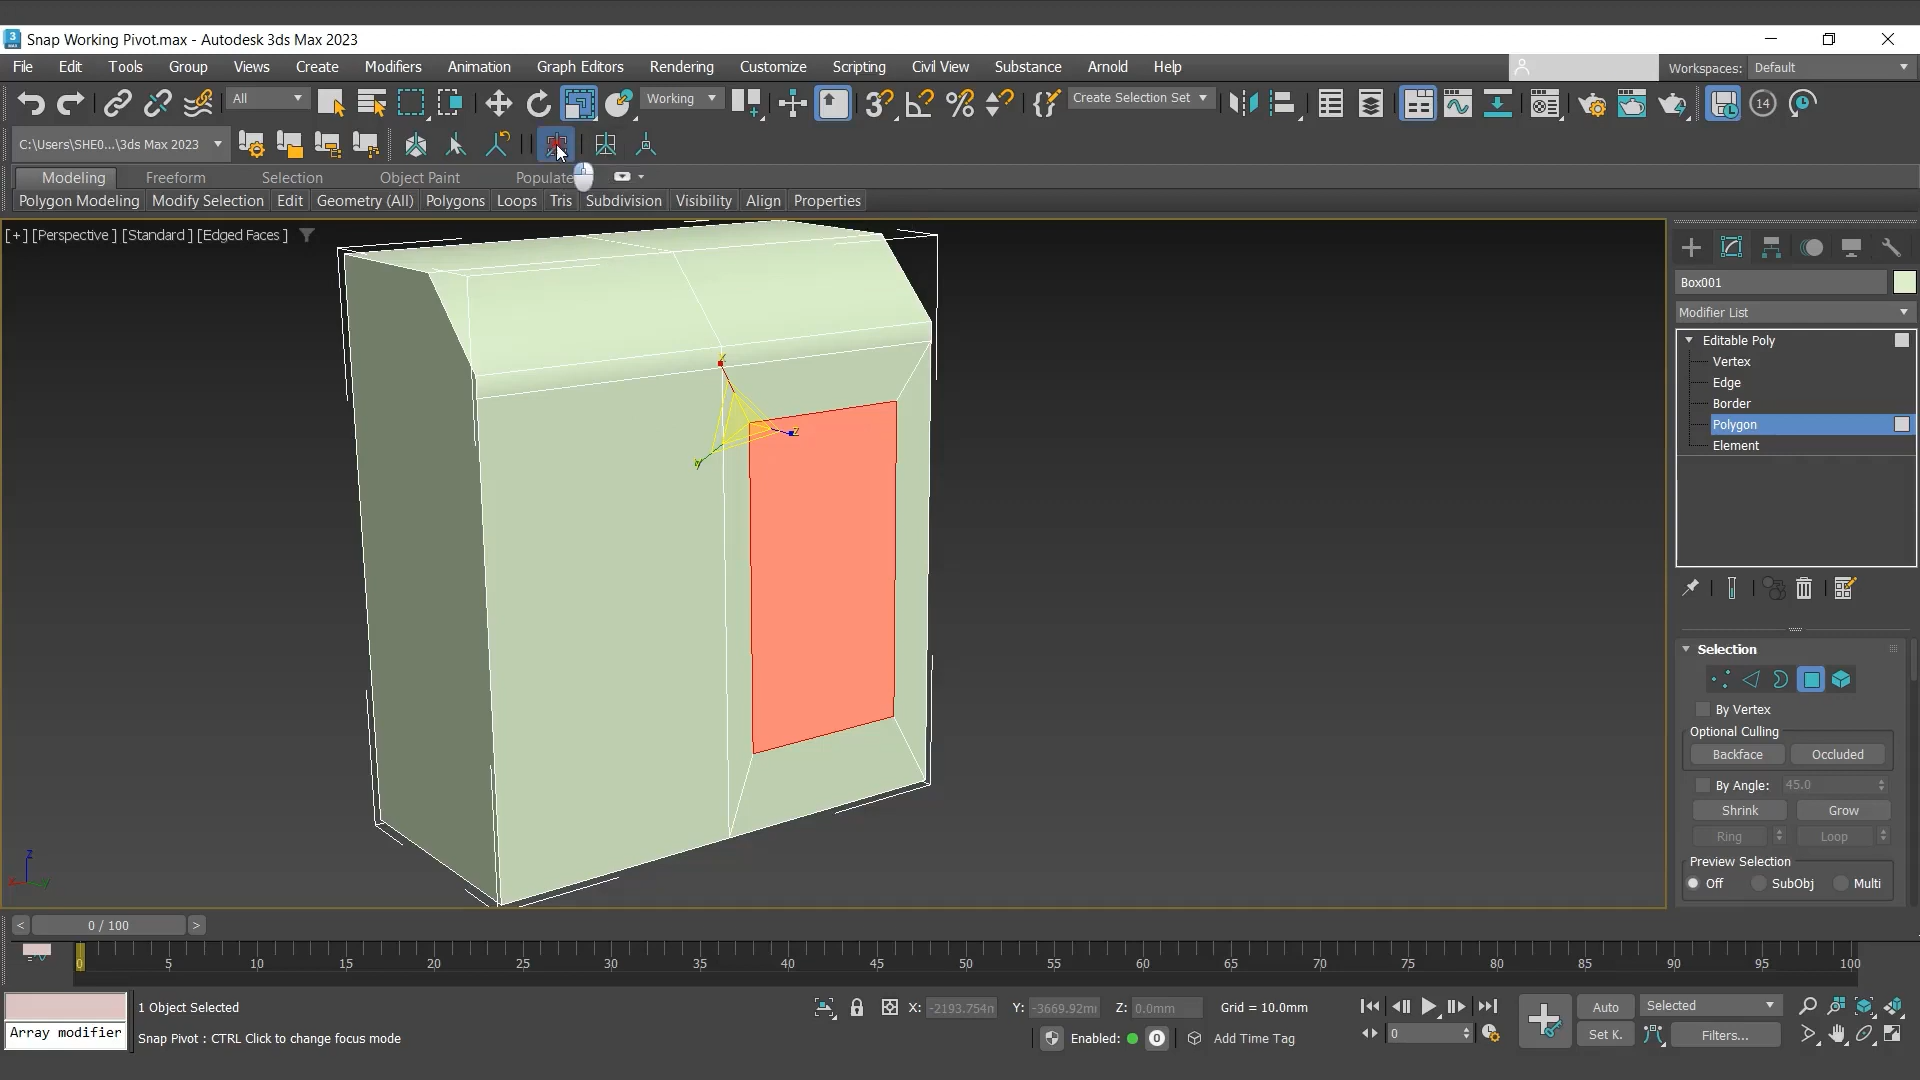 Snap Working Pivot.max - Autodesk 3ds Max 2023
File Edit Tools Group Views Create Modifiers Animation Graph Editors Rendering Customize Scripting Civil View Substance Arnold Help Workspaces: Default
All Working Create Selection Set 14
C:\Users\SHE0...\3ds Max 2023
Modeling Freeform Selection Object Paint Populate
Polygon Modeling Modify Selection Edit Geometry (All) Polygons Loops Tris Subdivision Visibility Align Properties
[+] [Perspective ] [Standard ] [Edged Faces ]
Box001
Modifier List
Editable Poly
Vertex
Edge
Border
Polygon
Element
Selection
By Vertex
Optional Culling
Backface Occluded
By Angle: 45.0
Shrink Grow
Ring Loop
Preview Selection
Off SubObj Multi
< 0 / 100 >
0 5 10 15 20 25 30 35 40 45 50 55 60 65 70 75 80 85 90 95 100
1 Object Selected X: -2193.754n Y: -3669.92m Z: 0.0mm Grid = 10.0mm Auto Selected
Array modifier Snap Pivot : CTRL Click to change focus mode Enabled: 0 Add Time Tag 0 Set K. Filters...